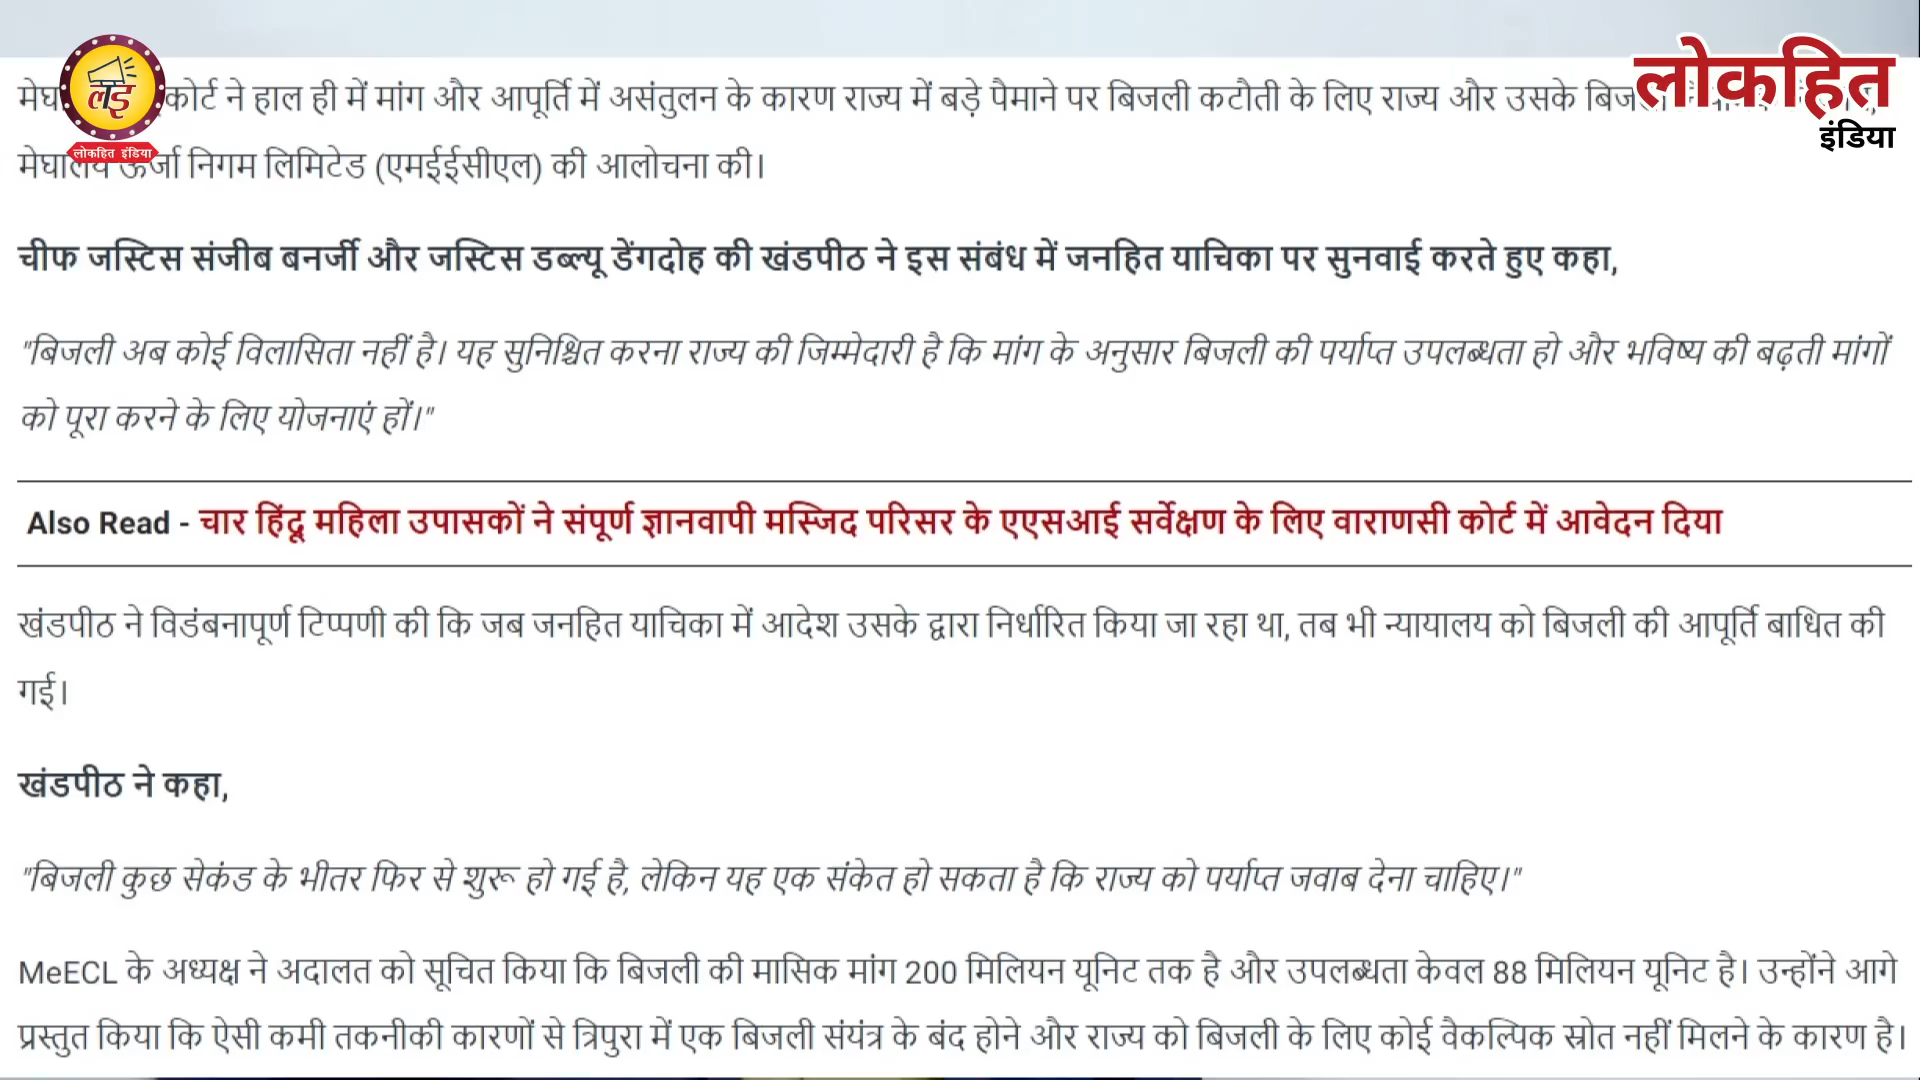 लइ
लोकहित इंडिया
लोकहित
इंडिया
कोर्ट ने हाल ही में मांग और आपूर्ति में असंतुलन के कारण राज्य में बड़े पैमाने पर बिजली कटौती के लिए राज्य और उसके
मेघालय ऊर्जा निगम लिमिटेड (एमईईसीएल) की आलोचना की।
चीफ जस्टिस संजीब बनर्जी और जस्टिस डब्ल्यू डेंगदोह की खंडपीठ ने इस संबंध में जनहित याचिका पर सुनवाई करते हुए कहा,
"बिजली अब कोई विलासिता नहीं है। यह सुनिश्चित करना राज्य की जिम्मेदारी है कि मांग के अनुसार बिजली की पर्याप्त उपलब्धता हो और भविष्य की बढ़ती मांगों
को पूरा करने के लिए योजनाएं हों।"
Also Read - चार हिंदू महिला उपासकों ने संपूर्ण ज्ञानवापी मस्जिद परिसर के एएसआई सर्वेक्षण के लिए वाराणसी कोर्ट में आवेदन दिया
खंडपीठ ने विडंबनापूर्ण टिप्पणी की कि जब जनहित याचिका में आदेश उसके द्वारा निर्धारित किया जा रहा था, तब भी न्यायालय को बिजली की आपूर्ति बाधित की
गई।
खंडपीठ ने कहा,
"बिजली कुछ सेकंड के भीतर फिर से शुरू हो गई है, लेकिन यह एक संकेत हो सकता है कि राज्य को पर्याप्त जवाब देना चाहिए।"
MeECL के अध्यक्ष ने अदालत को सूचित किया कि बिजली की मासिक मांग 200 मिलियन यूनिट तक है और उपलब्धता केवल 88 मिलियन यूनिट है। उन्होंने आगे
प्रस्तुत किया कि ऐसी कमी तकनीकी कारणों से त्रिपुरा में एक बिजली संयंत्र के बंद होने और राज्य को बिजली के लिए कोई वैकल्पिक स्रोत नहीं मिलने के कारण है।